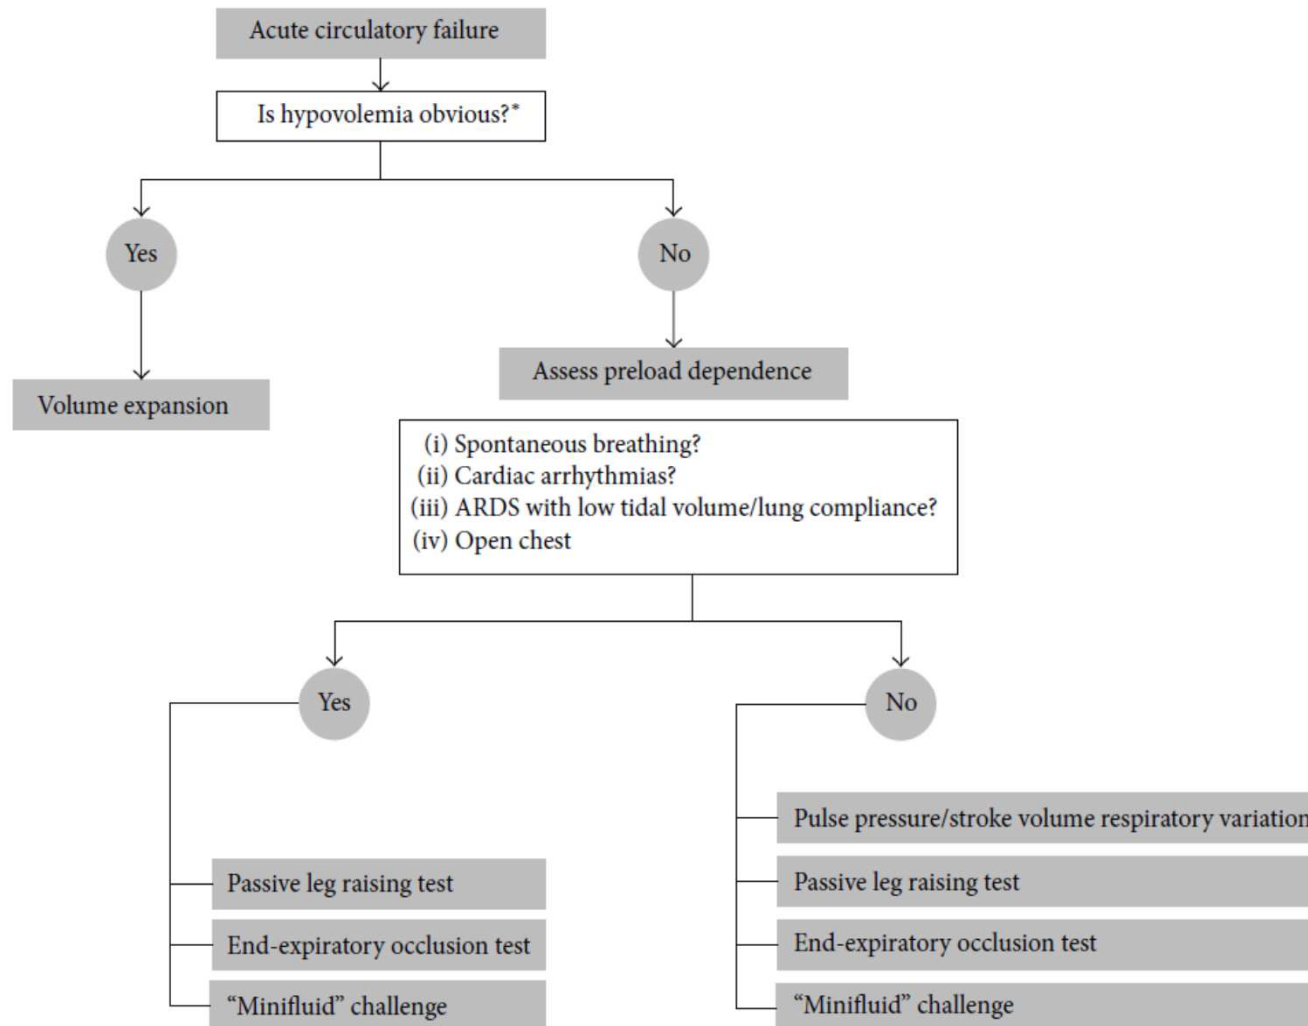 Acute circulatory failure
Is hypovolemia obvious?*
Yes
No
Assess preload dependence
Volume expansion
(i) Spontaneous breathing?
(ii) Cardiac arrhythmias?
(iii) ARDS with low tidal volume/lung compliance?
(iv) Open chest
Yes
No
Pulse pressure/stroke volume respiratory variation
Passive leg raising test
End-expiratory occlusion test
“Minifluid” challenge
Passive leg raising test
End-expiratory occlusion test
“Minifluid” challenge